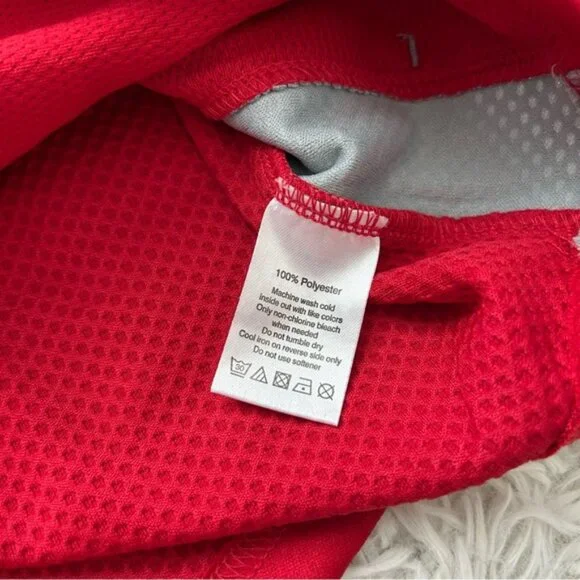 100% Polyester
Machine wash cold
inside out with like colors
Only non-chlorine bleach
when needed
Do not tumble dry
Cool Iron on reverse side only
Do not use softener
30